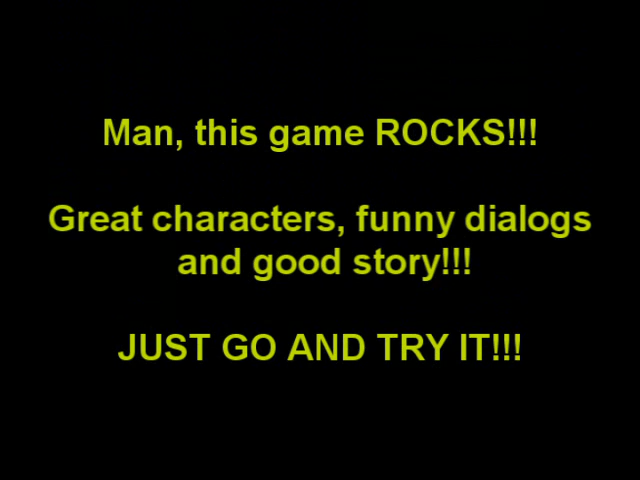 Man, this game ROCKS!!!
Great characters, funny dialogs
and good story!!!
JUST GO AND TRY IT!!!